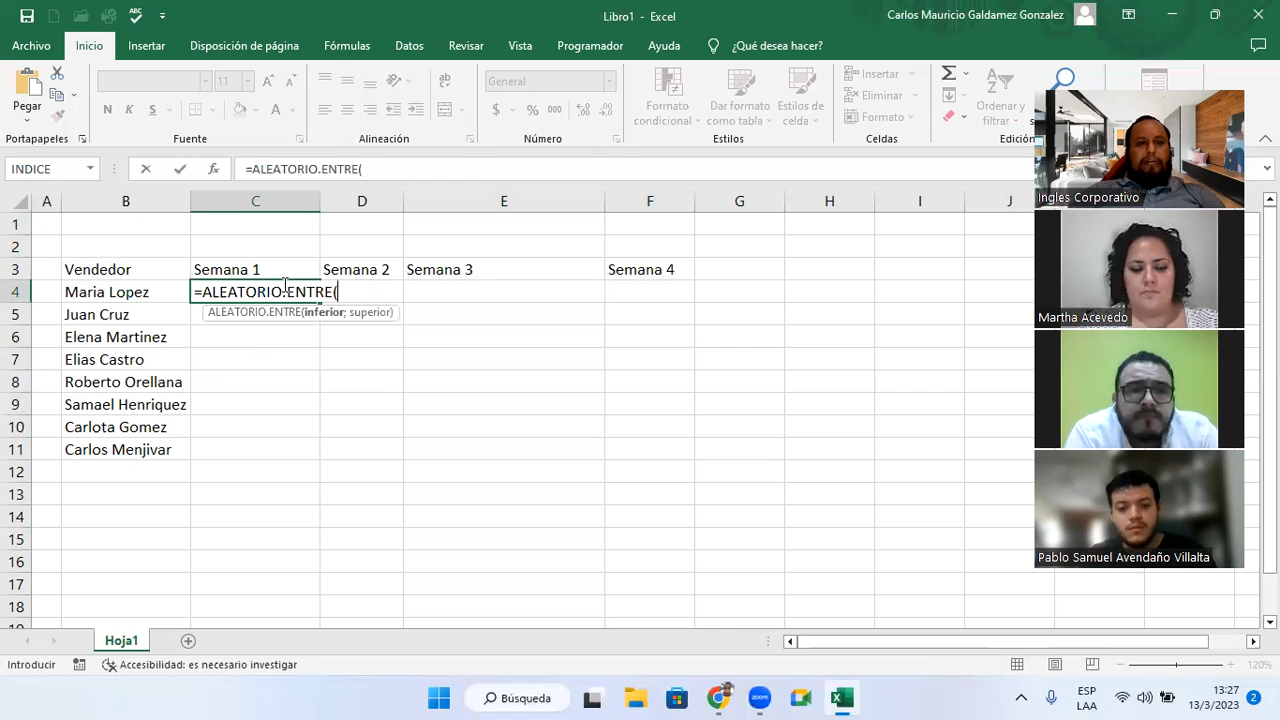 Libro1 - Excel
Carlos Mauricio Galdamez Gonzalez
Archivo Inicio Insertar Disposición de página Fórmulas Datos Revisar Vista Programador Ayuda ¿Qué desea hacer?
Pegar
N K S
11
General
Formato condicional
Dar formato como tabla
Estilos de celda
Insertar
Eliminar
Formato
Ordenar y filtrar
Portapapeles Fuente Alineación Número Estilos Celdas Edición
INDICE =ALEATORIO.ENTRE(
A B C D E F G H I J
1
2
3 Vendedor Semana 1 Semana 2 Semana 3 Semana 4
4 Maria Lopez =ALEATORIO.ENTRE(
ALEATORIO.ENTRE(inferior; superior)
5 Juan Cruz
6 Elena Martinez
7 Elias Castro
8 Roberto Orellana
9 Samael Henriquez
10 Carlota Gomez
11 Carlos Menjivar
12
13
14
15
16
17
18
Ingles Corporativo
Martha Acevedo
Pablo Samuel Avendaño Villalta
Hoja1
Introducir Accesibilidad: es necesario investigar 120%
Búsqueda
zoom
ESP
LAA
13:27
13/3/2023
2